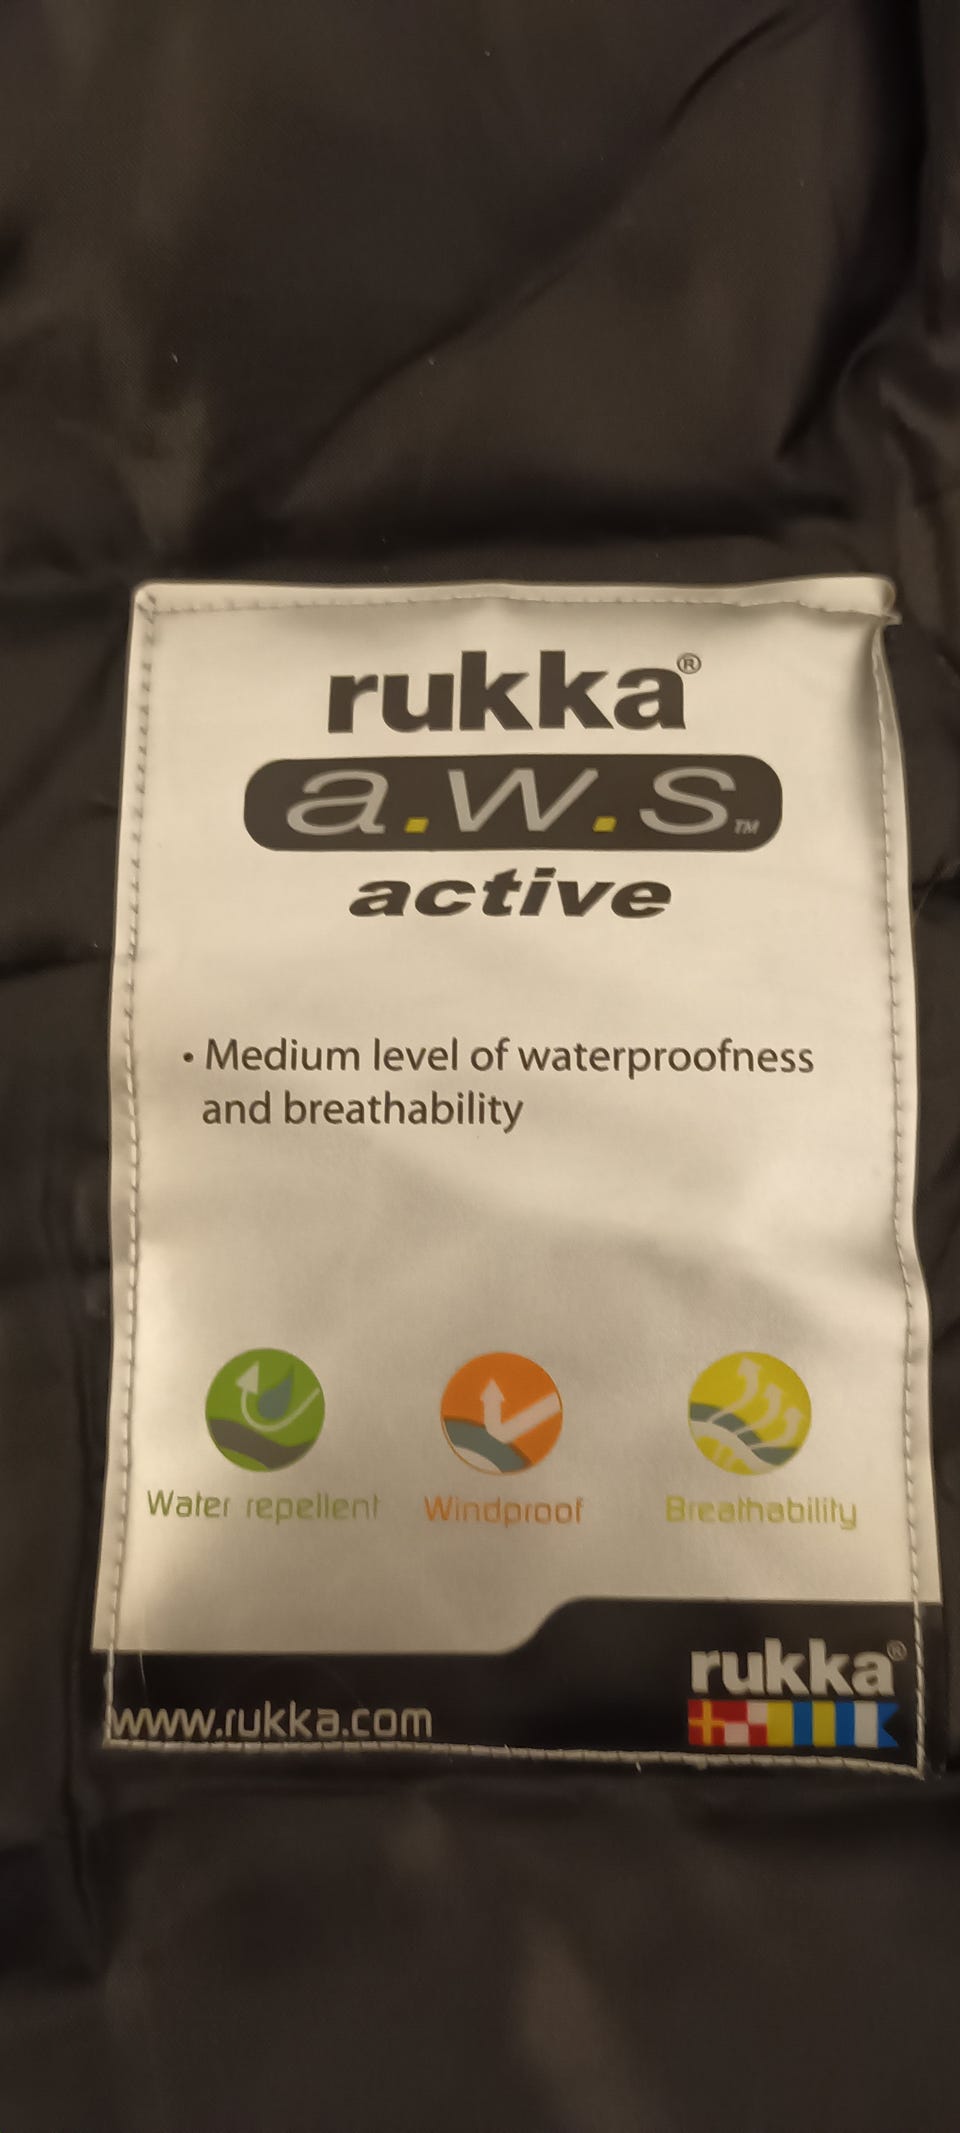 rukka®
a.w.s™
active
• Medium level of waterproofness
and breathability
Water repellent Windproof Breathability
rukka®
www.rukka.com